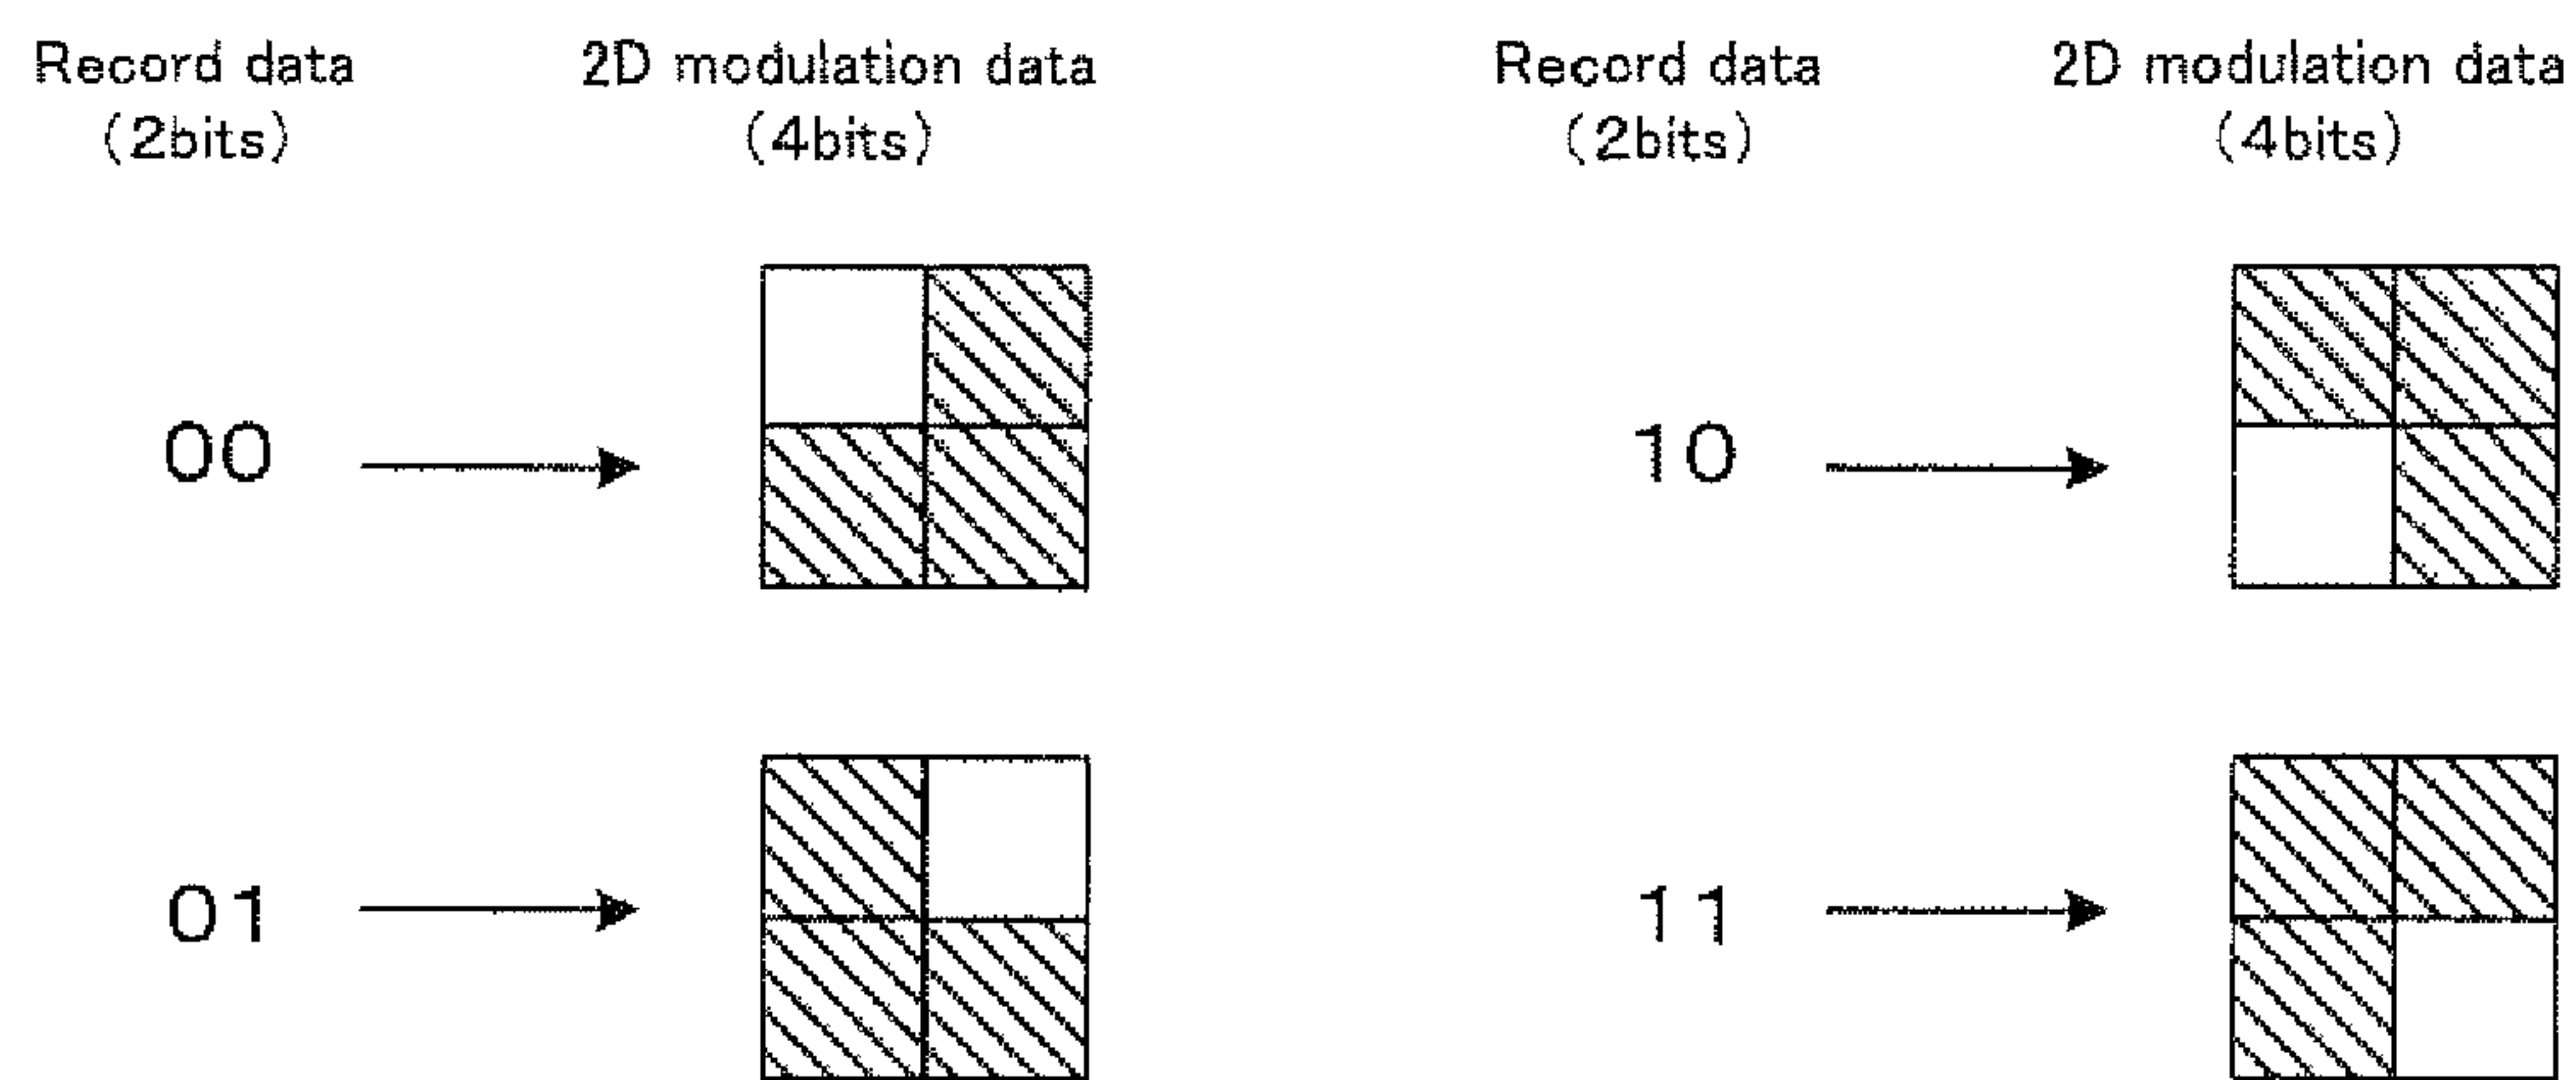 Record data 2D modulation data Record data 2D modulation data
(2bits) (4bits) (2bits) (4bits)
00 10
01 11